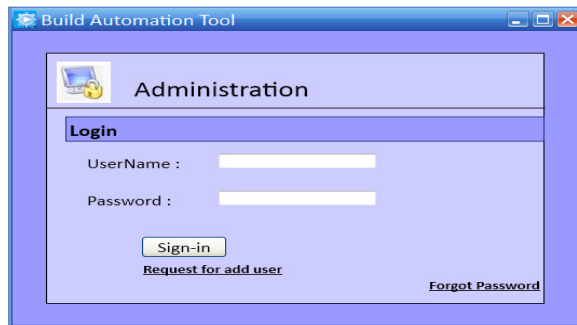 Build Automation Tool
Administration
Login
UserName :
Password :
Sign-in
Request for add user
Forgot Password